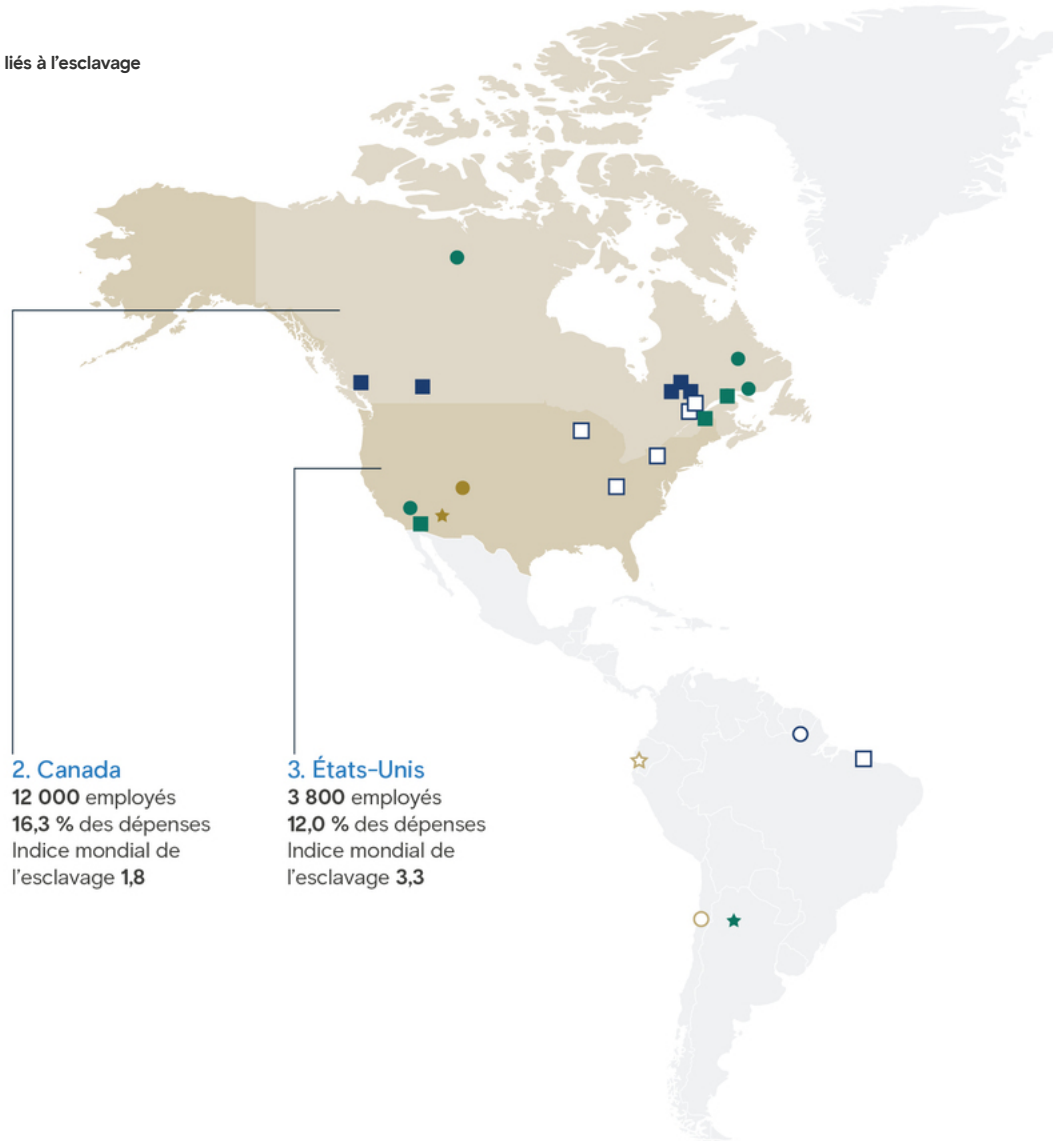 liés à l'esclavage
2. Canada
12 000 employés
16,3 % des dépenses
Indice mondial de
l'esclavage 1,8
3. États-Unis
3 800 employés
12,0 % des dépenses
Indice mondial de
l'esclavage 3,3